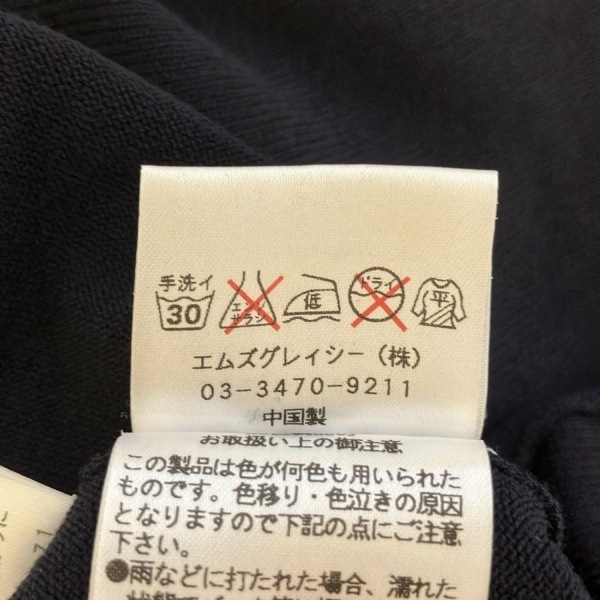 手洗イ
30
エンソ
サラシ
低
ドライ
平
エムズグレイシー(株)
03-3470-9211
中国製
お取扱い上の御注意
この製品は色が何色も用いられた
ものです。色移り・色泣きの原因
となりますので下記の点にご注意
下さい。
●雨などに打たれた場合、濡れた
71